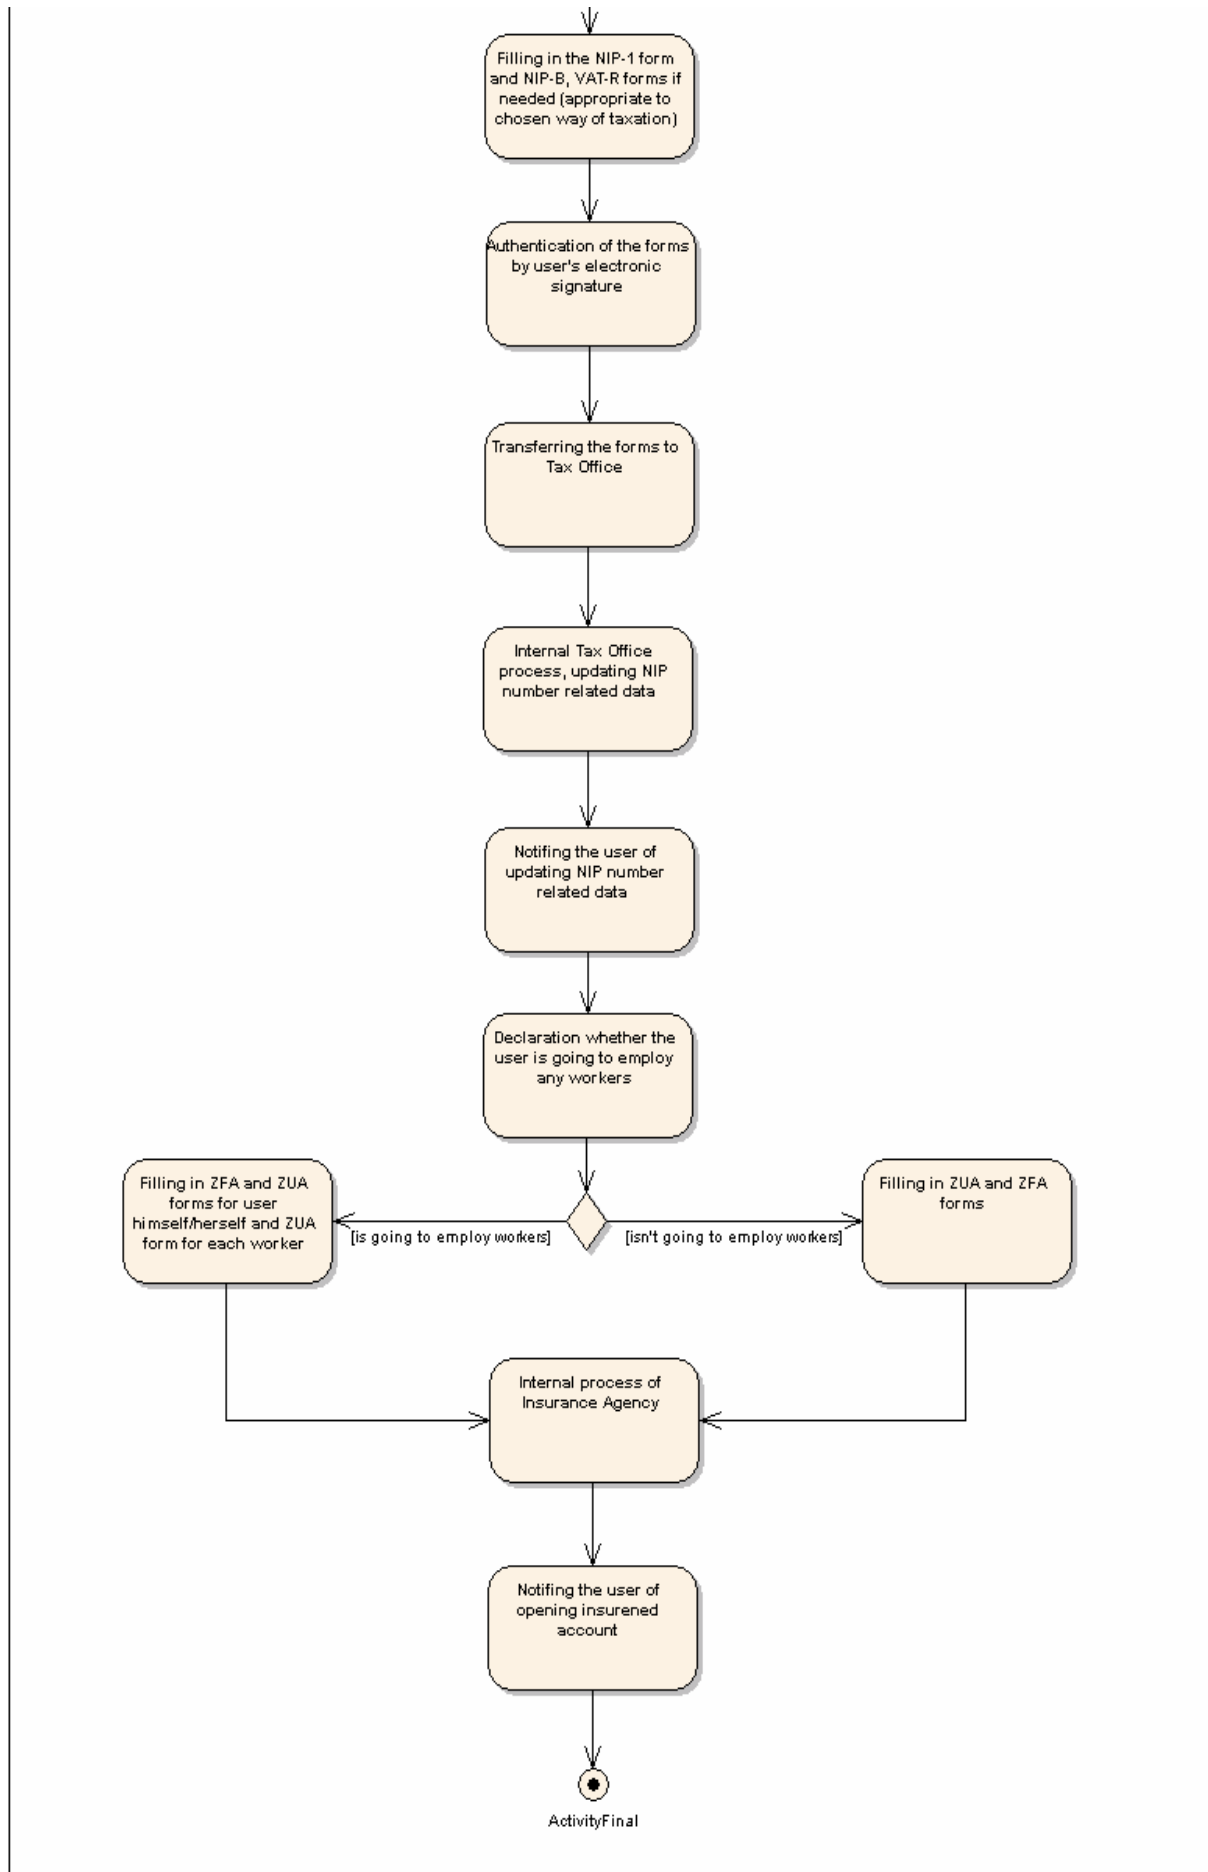 Filling in the NIP-1 form
and NIP-B, VAT-R forms if
needed (appropriate to
chosen way of taxation)
Authentication of the forms
by user's electronic
signature
Transferring the forms to
Tax Office
Internal Tax Office
process, updating NIP
number related data
Notifing the user of
updating NIP number
related data
Declaration whether the
user is going to employ
any workers
Filling in ZFA and ZUA
forms for user
himself/herself and ZUA
form for each worker
[is going to employ workers]
[isn't going to employ workers]
Filling in ZUA and ZFA
forms
Internal process of
Insurance Agency
Notifing the user of
opening insurened
account
ActivityFinal